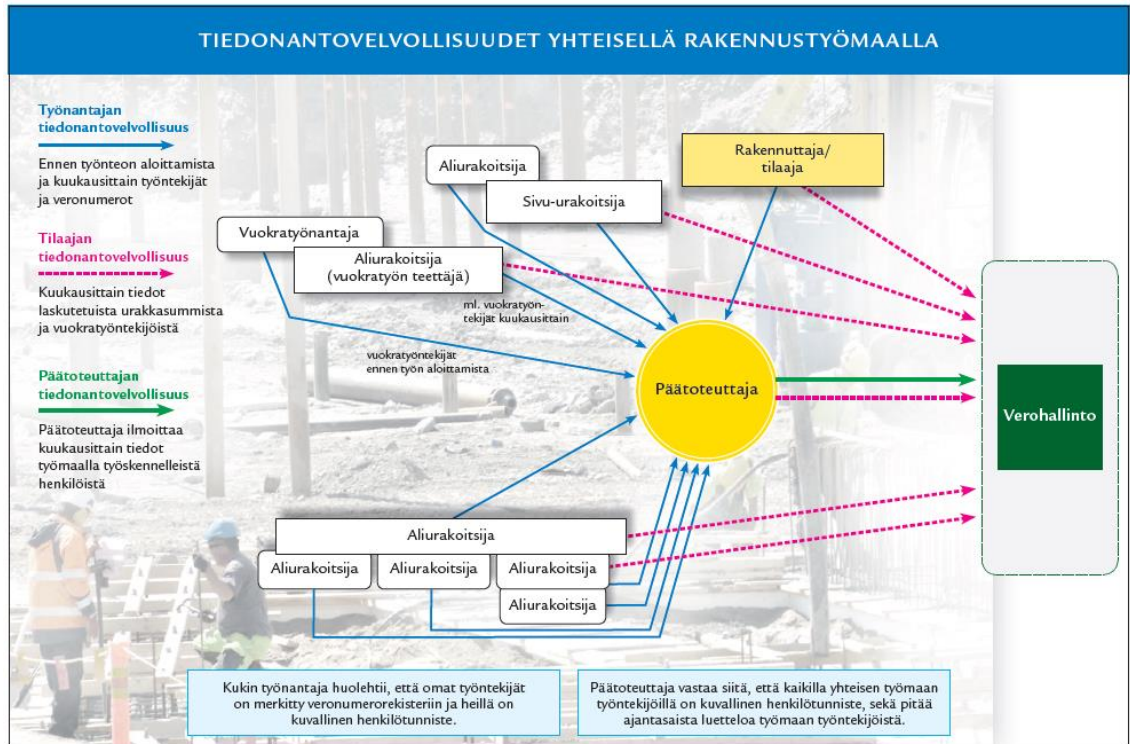 TIEDONANTOVELVOLLISUUDET YHTEISELLÄ RAKENNUSTYÖMAALLA
Työnantajan
tiedonantovelvollisuus
Ennen työnteon aloittamista
ja kuukausittain työntekijät
ja veronumerot
Tilaajan
tiedonantovelvollisuus
Kuukausittain tiedot
laskutetuista urakkasummista
ja vuokratyöntekijöistä
Päätoteuttajan
tiedonantovelvollisuus
Päätoteuttaja ilmoittaa
kuukausittain tiedot
työmaalla työskennelleistä
henkilöistä
Aliurakoitsija
Rakennuttaja/
tilaaja
Sivu-urakoitsija
Vuokratyönantaja
Aliurakoitsija
(vuokratyön teettäjä)
ml. vuokratyön-
tekijät kuukausittain
vuokratyöntekijät
ennen työn aloittamista
Päätoteuttaja
Verohallinto
Aliurakoitsija
Aliurakoitsija
Aliurakoitsija
Aliurakoitsija
Aliurakoitsija
Kukin työnantaja huolehtii, että omat työntekijät
on merkitty veronumerorekisteriin ja heillä on
kuvallinen henkilötunniste.
Päätoteuttaja vastaa siitä, että kaikilla yhteisen työmaan
työntekijöillä on kuvallinen henkilötunniste, sekä pitää
ajantasaista luetteloa työmaan työntekijöistä.